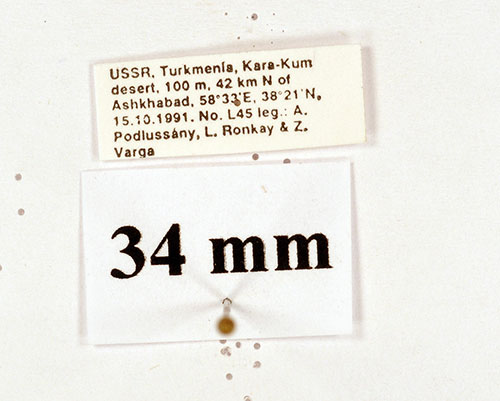 USSR, Turkmenia, Kara-Kum
desert, 100 m, 42 km N of
Ashkhabad, 58°33'E, 38°21'N,
15.10.1991. No. L45 leg.: A.
Podlussány, L. Ronkay & Z.
Varga
34 mm